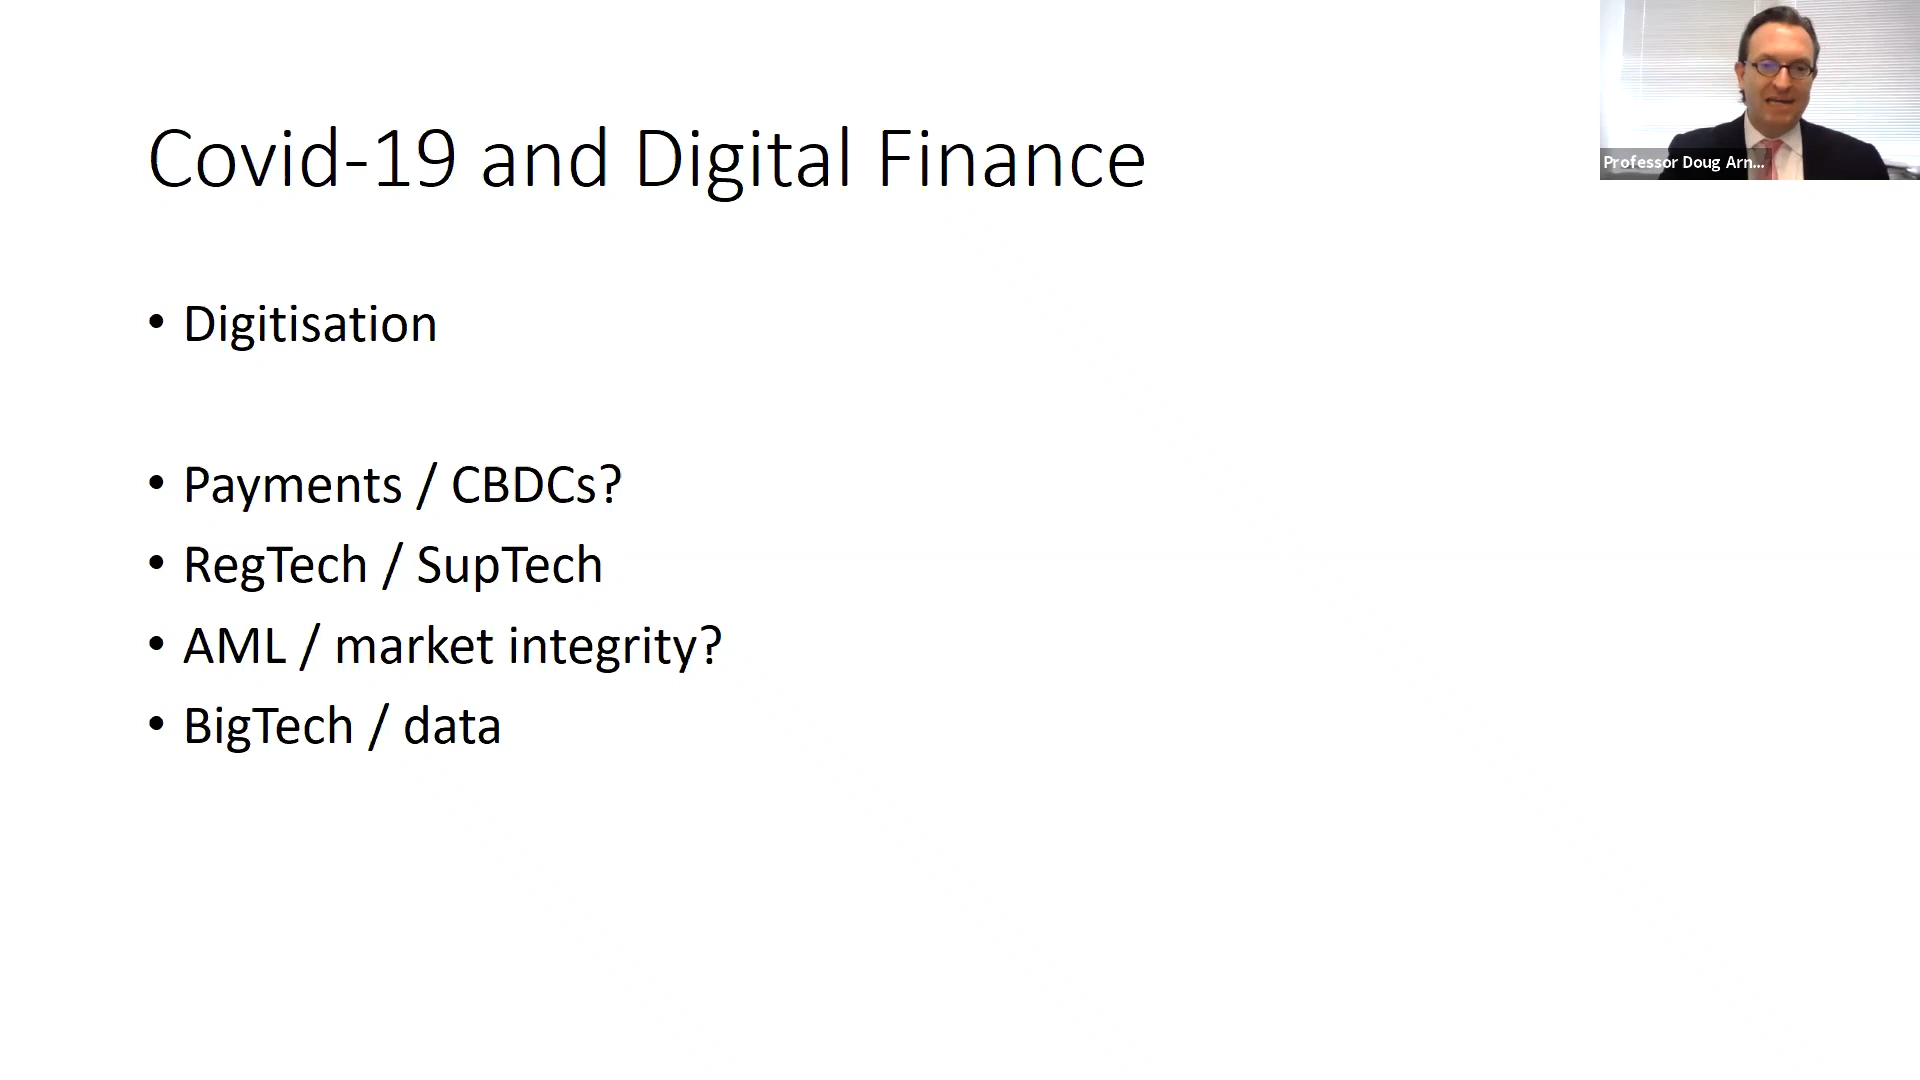 Covid-19 and Digital Finance
• Digitisation
• Payments / CBDCs?
• RegTech / SupTech
• AML / market integrity?
• BigTech / data
Professor Doug Arn...